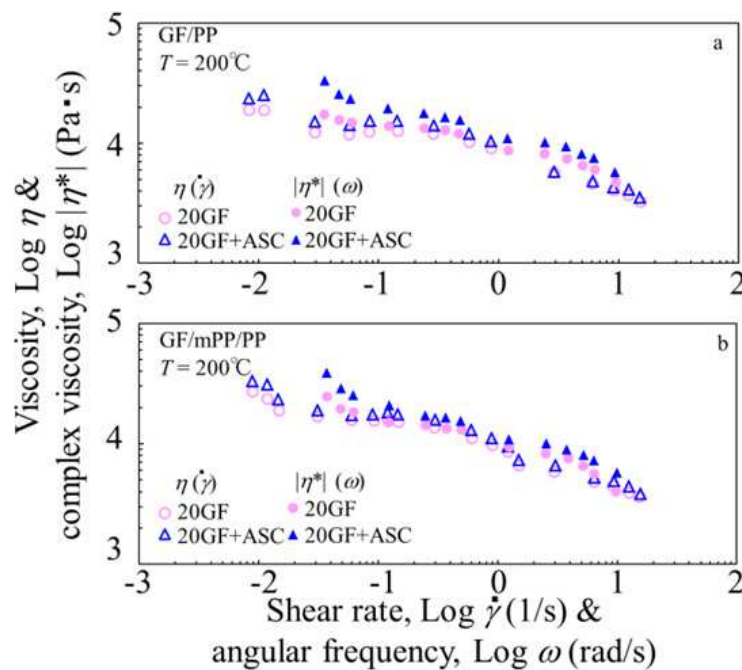 Viscosity, Log η &
complex viscosity, Log |η*| (Pa·s)
5
GF/PP
a
T = 200℃
4
η (γ̇) |η*| (ω)
20GF 20GF
20GF+ASC 20GF+ASC
3
-3 -2 -1 0 1 2
5
GF/mPP/PP
b
T = 200℃
4
η (γ̇) |η*| (ω)
20GF 20GF
20GF+ASC 20GF+ASC
3
-3 -2 -1 0 1 2
Shear rate, Log γ̇ (1/s) &
angular frequency, Log ω (rad/s)